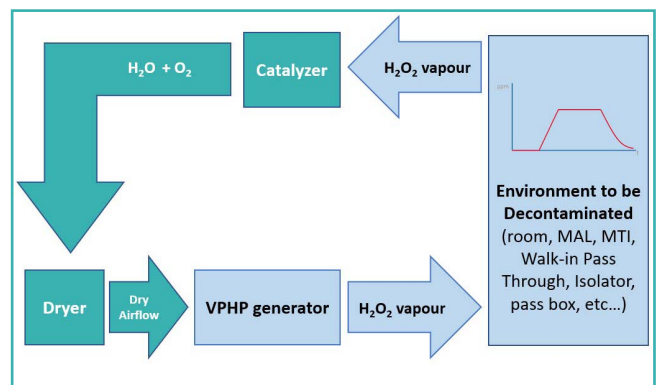 H₂O + O₂
Catalyzer
H₂O₂ vapour
Environment to be
Decontaminated
(room, MAL, MTI,
Walk-in Pass
Through, Isolator,
pass box, etc...)
Dryer
Dry
Airflow
VPHP generator
H₂O₂ vapour